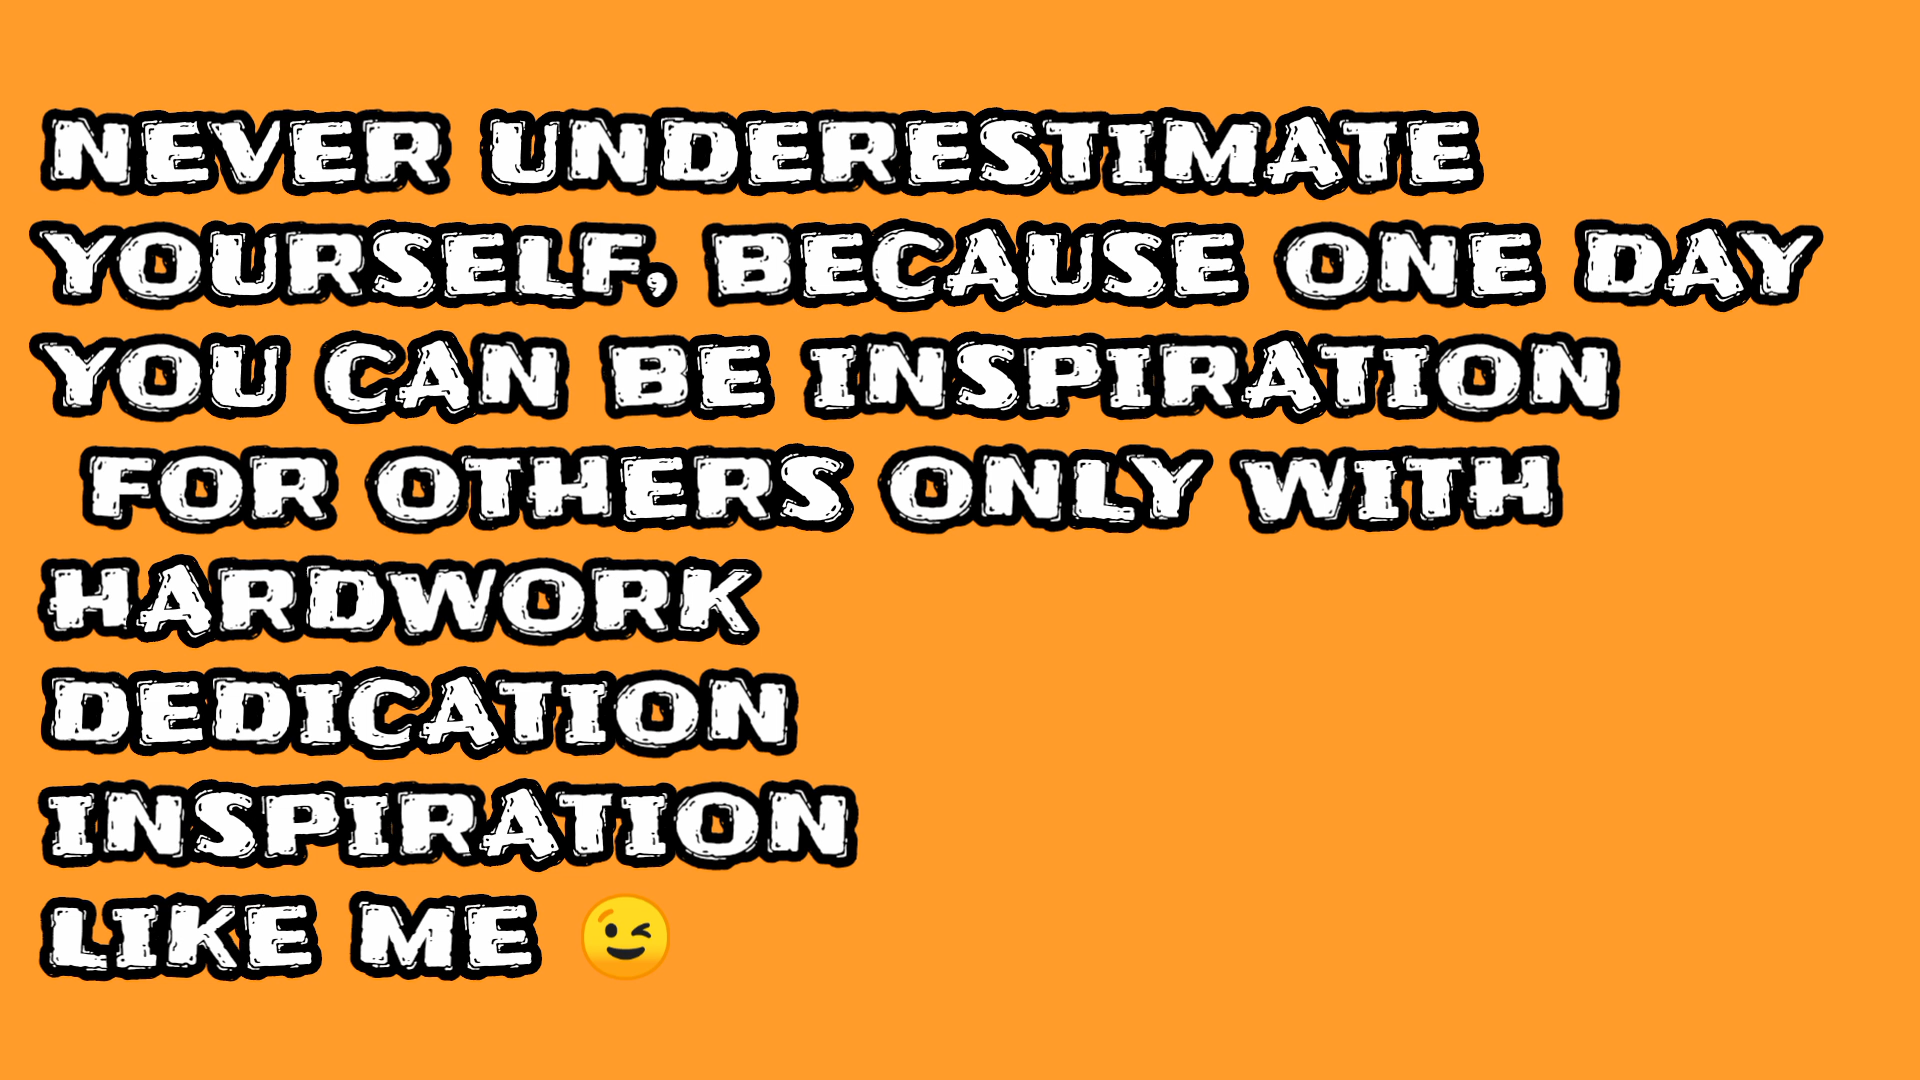 NEVER UNDERESTIMATE
YOURSELF, BECAUSE ONE DAY
YOU CAN BE INSPIRATION
FOR OTHERS ONLY WITH
HARDWORK
DEDICATION
INSPIRATION
LIKE ME 😉